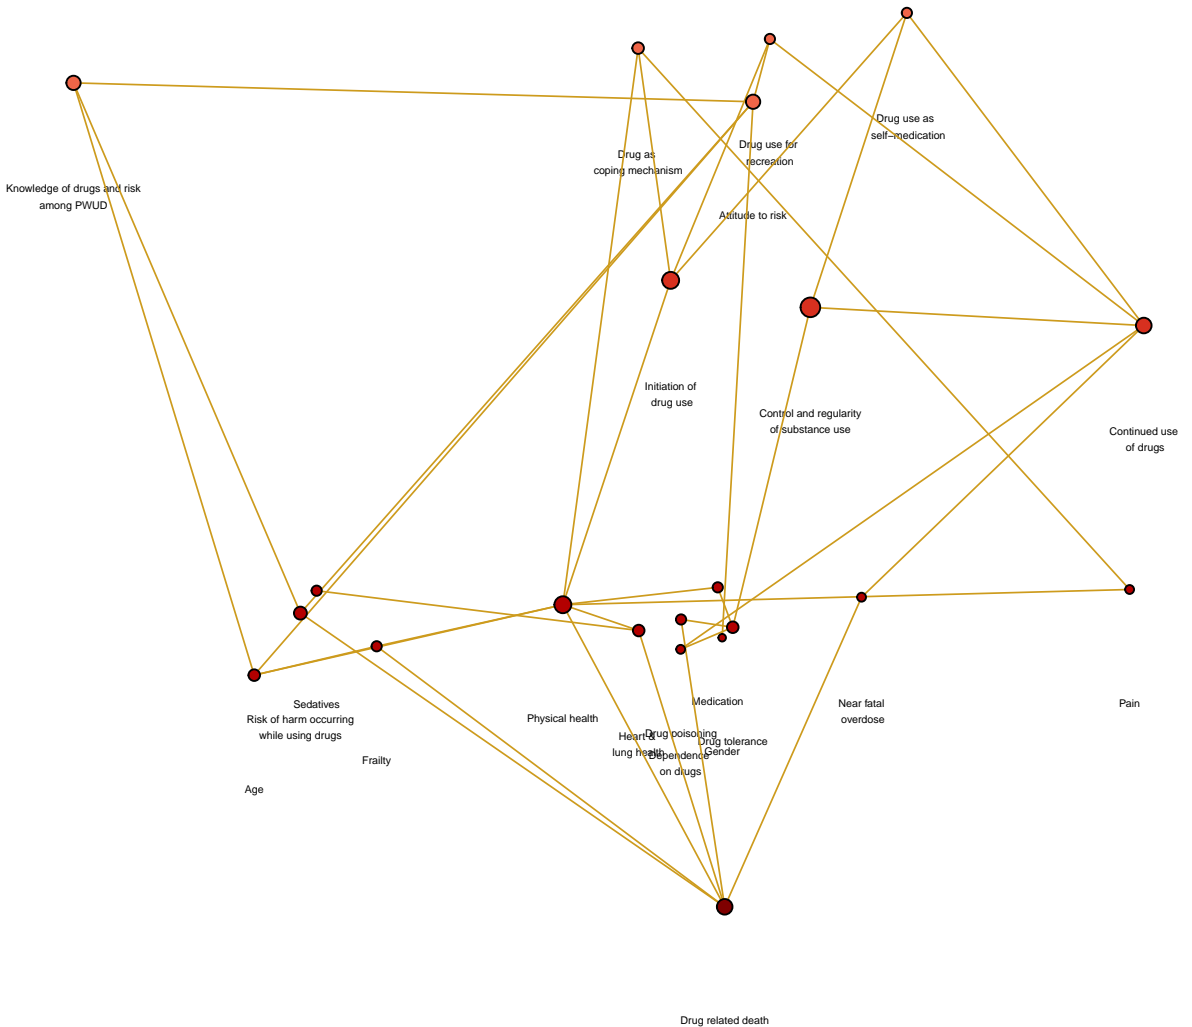 Drug use as
self−medication
Drug use for
recreation
Drug as
coping mechanism
Knowledge of drugs and risk
among PWUD
Attitude to risk
Initiation of
drug use
Control and regularity
of substance use
Continued use
of drugs
Sedatives
Risk of harm occurring
while using drugs
Frailty
Age
Physical health
Heart &
lung health
Medication
Drug poisoning
Drug tolerance
Gender
Dependence
on drugs
Near fatal
overdose
Pain
Drug related death